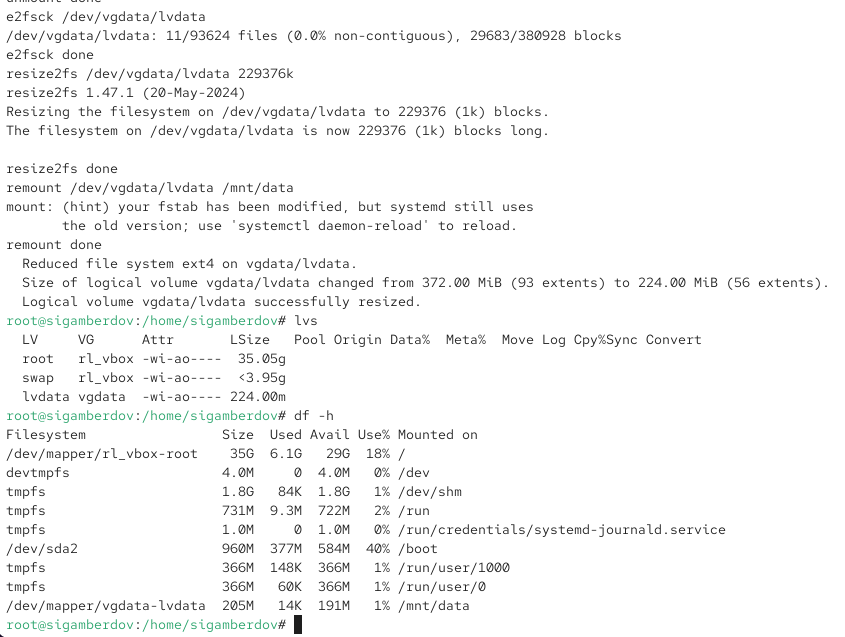 unmount done
e2fsck /dev/vgdata/lvdata
/dev/vgdata/lvdata: 11/93624 files (0.0% non-contiguous), 29683/380928 blocks
e2fsck done
resize2fs /dev/vgdata/lvdata 229376k
resize2fs 1.47.1 (20-May-2024)
Resizing the filesystem on /dev/vgdata/lvdata to 229376 (1k) blocks.
The filesystem on /dev/vgdata/lvdata is now 229376 (1k) blocks long.
resize2fs done
remount /dev/vgdata/lvdata /mnt/data
mount: (hint) your fstab has been modified, but systemd still uses
the old version; use `systemctl daemon-reload` to reload.
remount done
Reduced file system ext4 on vgdata/lvdata.
Size of logical volume vgdata/lvdata changed from 372.00 MiB (93 extents) to 224.00 MiB (56 extents).
Logical volume vgdata/lvdata successfully resized.
root@sigamberdov:/home/sigamberdov# lvs
LV     VG      Attr       LSize   Pool Origin Data%  Meta%  Move Log Cpy%Sync Convert
root   rl_vbox -wi-ao----  35.05g
swap   rl_vbox -wi-ao----  <3.95g
lvdata vgdata  -wi-ao---- 224.00m
root@sigamberdov:/home/sigamberdov# df -h
Filesystem                 Size  Used Avail Use% Mounted on
/dev/mapper/rl_vbox-root    35G  6.1G   29G  18% /
devtmpfs                   4.0M     0  4.0M   0% /dev
tmpfs                      1.8G   84K  1.8G   1% /dev/shm
tmpfs                      731M  9.3M  722M   2% /run
tmpfs                      1.0M     0  1.0M   0% /run/credentials/systemd-journald.service
/dev/sda2                  960M  377M  584M  40% /boot
tmpfs                      366M  148K  366M   1% /run/user/1000
tmpfs                      366M   60K  366M   1% /run/user/0
/dev/mapper/vgdata-lvdata  205M   14K  191M   1% /mnt/data
root@sigamberdov:/home/sigamberdov#